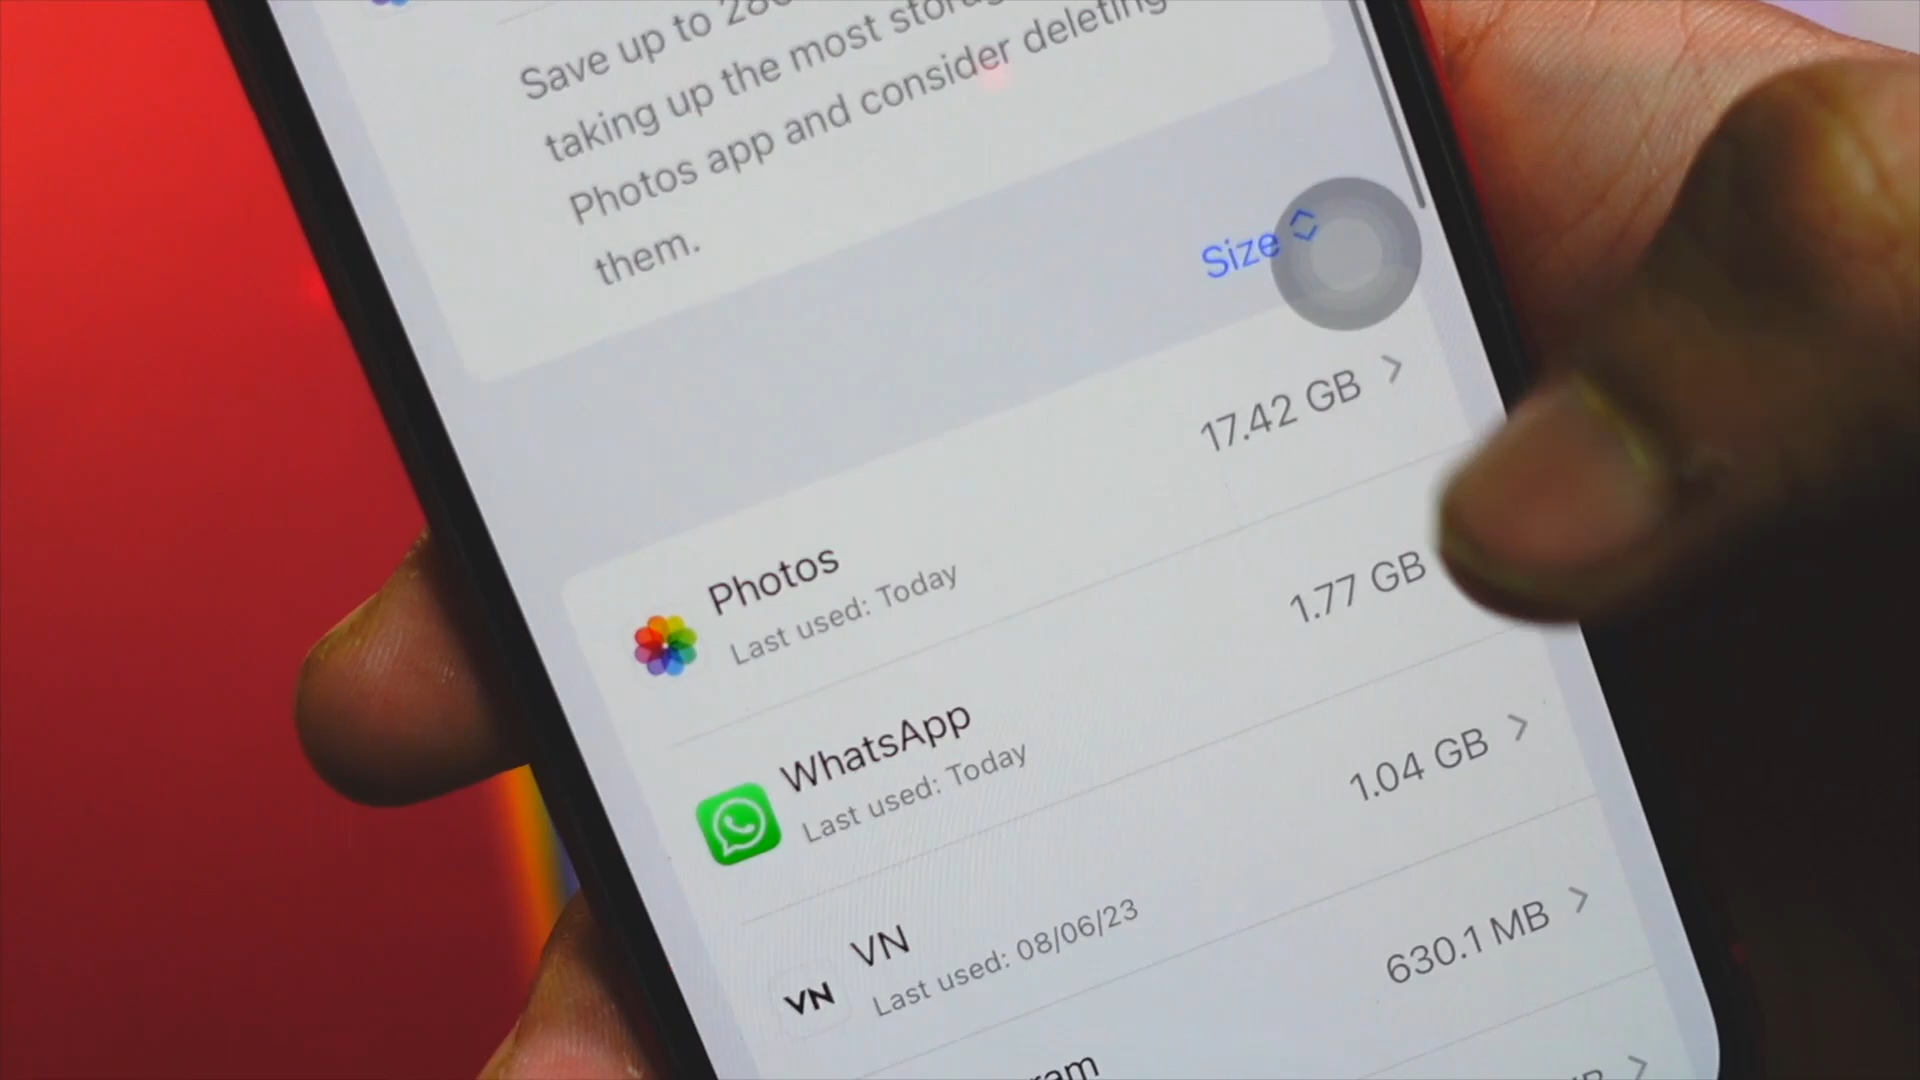 Save up to
taking up the most
Photos app and consider deleting
them.
Size
Photos 17.42 GB
Last used: Today
WhatsApp 1.77 GB
Last used: Today
VN VN 1.04 GB
Last used: 08/06/23
630.1 MB